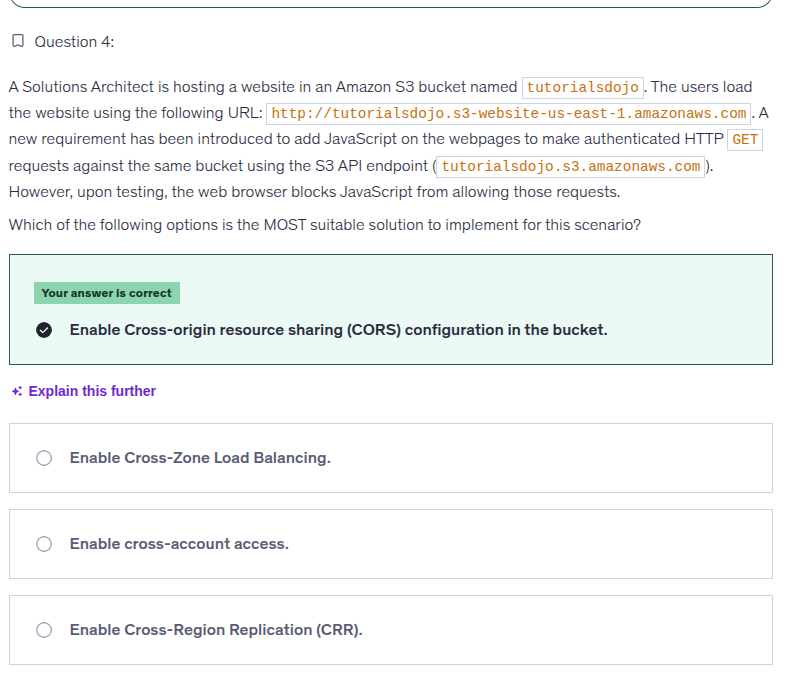 Question 4:
A Solutions Architect is hosting a website in an Amazon S3 bucket named tutorialsdojo. The users load
the website using the following URL: http://tutorialsdojo.s3-website-us-east-1.amazonaws.com. A
new requirement has been introduced to add JavaScript on the webpages to make authenticated HTTP GET
requests against the same bucket using the S3 API endpoint (tutorialsdojo.s3.amazonaws.com).
However, upon testing, the web browser blocks JavaScript from allowing those requests.
Which of the following options is the MOST suitable solution to implement for this scenario?
Your answer is correct
Enable Cross-origin resource sharing (CORS) configuration in the bucket.
Explain this further
Enable Cross-Zone Load Balancing.
Enable cross-account access.
Enable Cross-Region Replication (CRR).